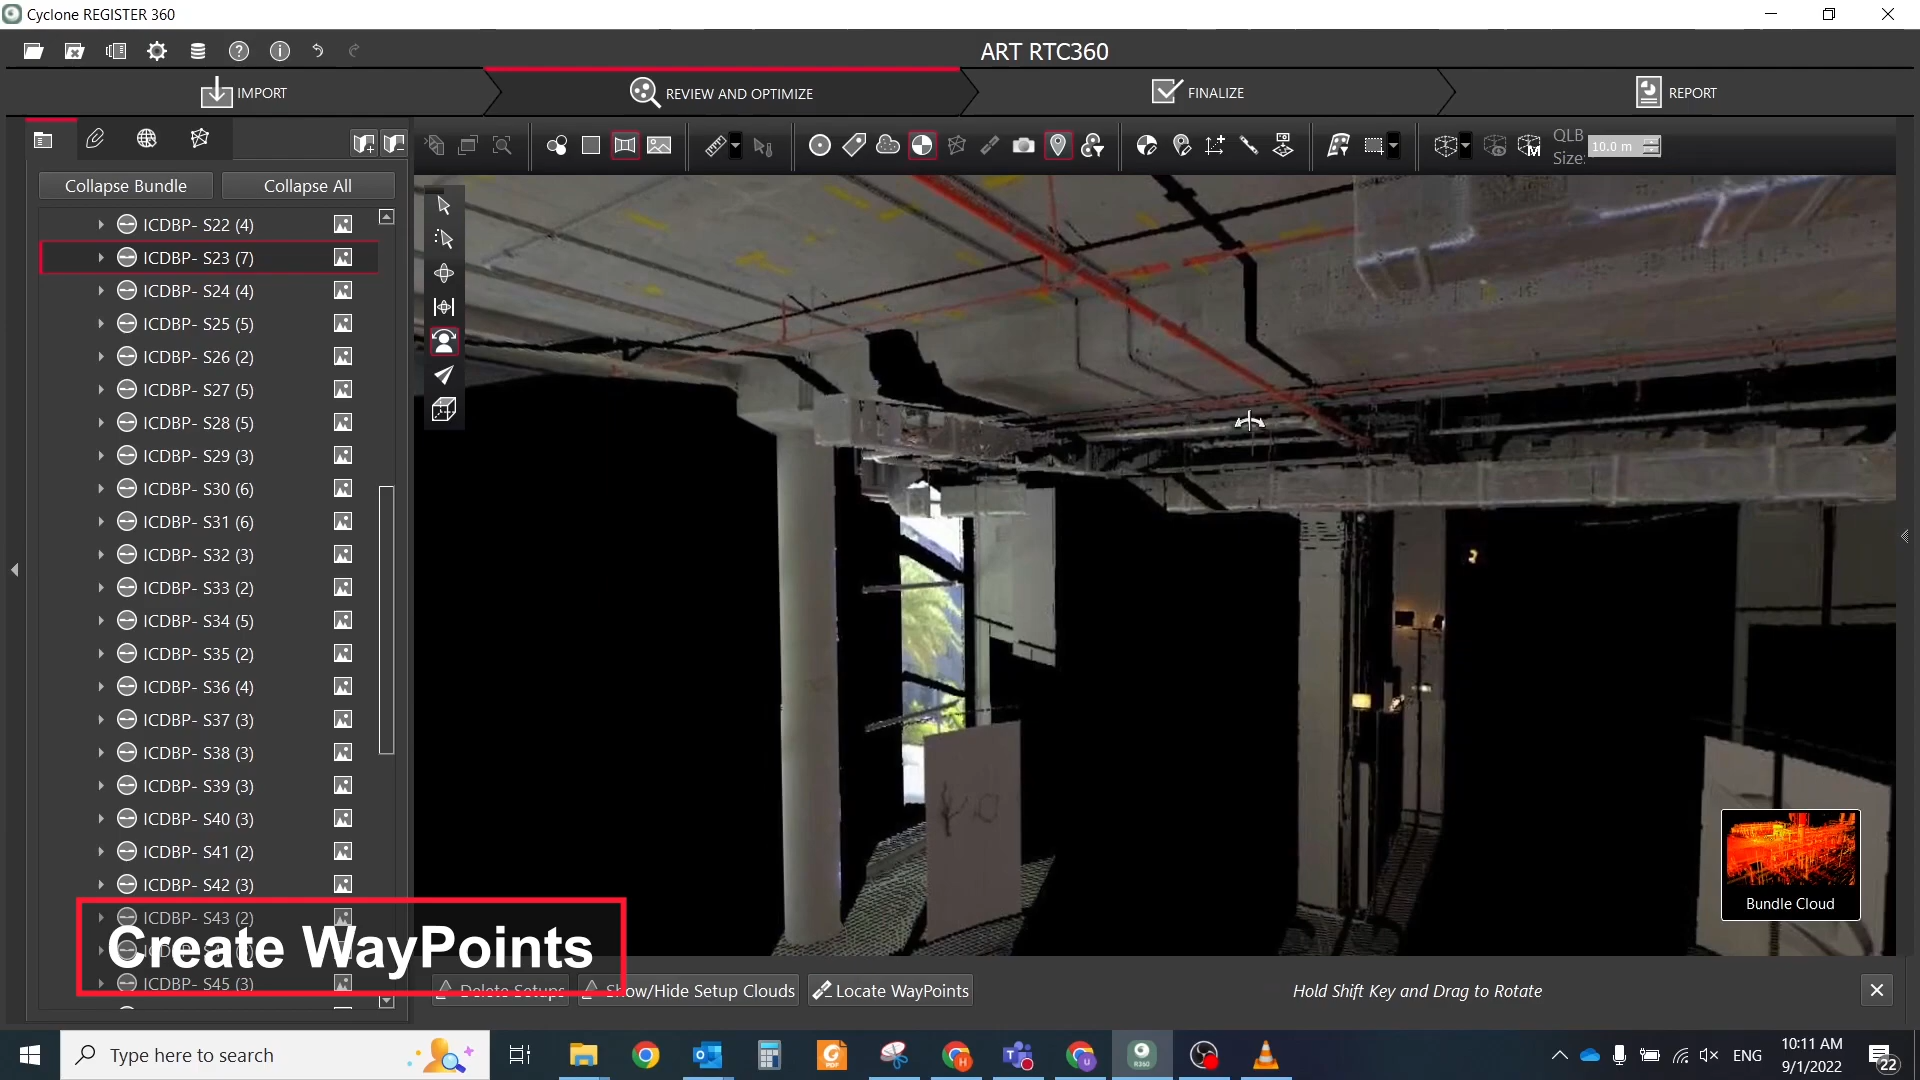 Cyclone REGISTER 360
ART RTC360
IMPORT
REVIEW AND OPTIMIZE
FINALIZE
REPORT
QLB
Size:
10.0 m
Collapse Bundle
Collapse All
ICDBP- S22 (4)
ICDBP- S23 (7)
ICDBP- S24 (4)
ICDBP- S25 (5)
ICDBP- S26 (2)
ICDBP- S27 (5)
ICDBP- S28 (5)
ICDBP- S29 (3)
ICDBP- S30 (6)
ICDBP- S31 (6)
ICDBP- S32 (3)
ICDBP- S33 (2)
ICDBP- S34 (5)
ICDBP- S35 (2)
ICDBP- S36 (4)
ICDBP- S37 (3)
ICDBP- S38 (3)
ICDBP- S39 (3)
ICDBP- S40 (3)
ICDBP- S41 (2)
ICDBP- S42 (3)
ICDBP- S43 (2)
ICDBP- S45 (3)
Create WayPoints
Bundle Cloud
Delete Setups
Show/Hide Setup Clouds
Locate WayPoints
Hold Shift Key and Drag to Rotate
Type here to search
PDF
R360
ENG
10:11 AM
9/1/2022
22